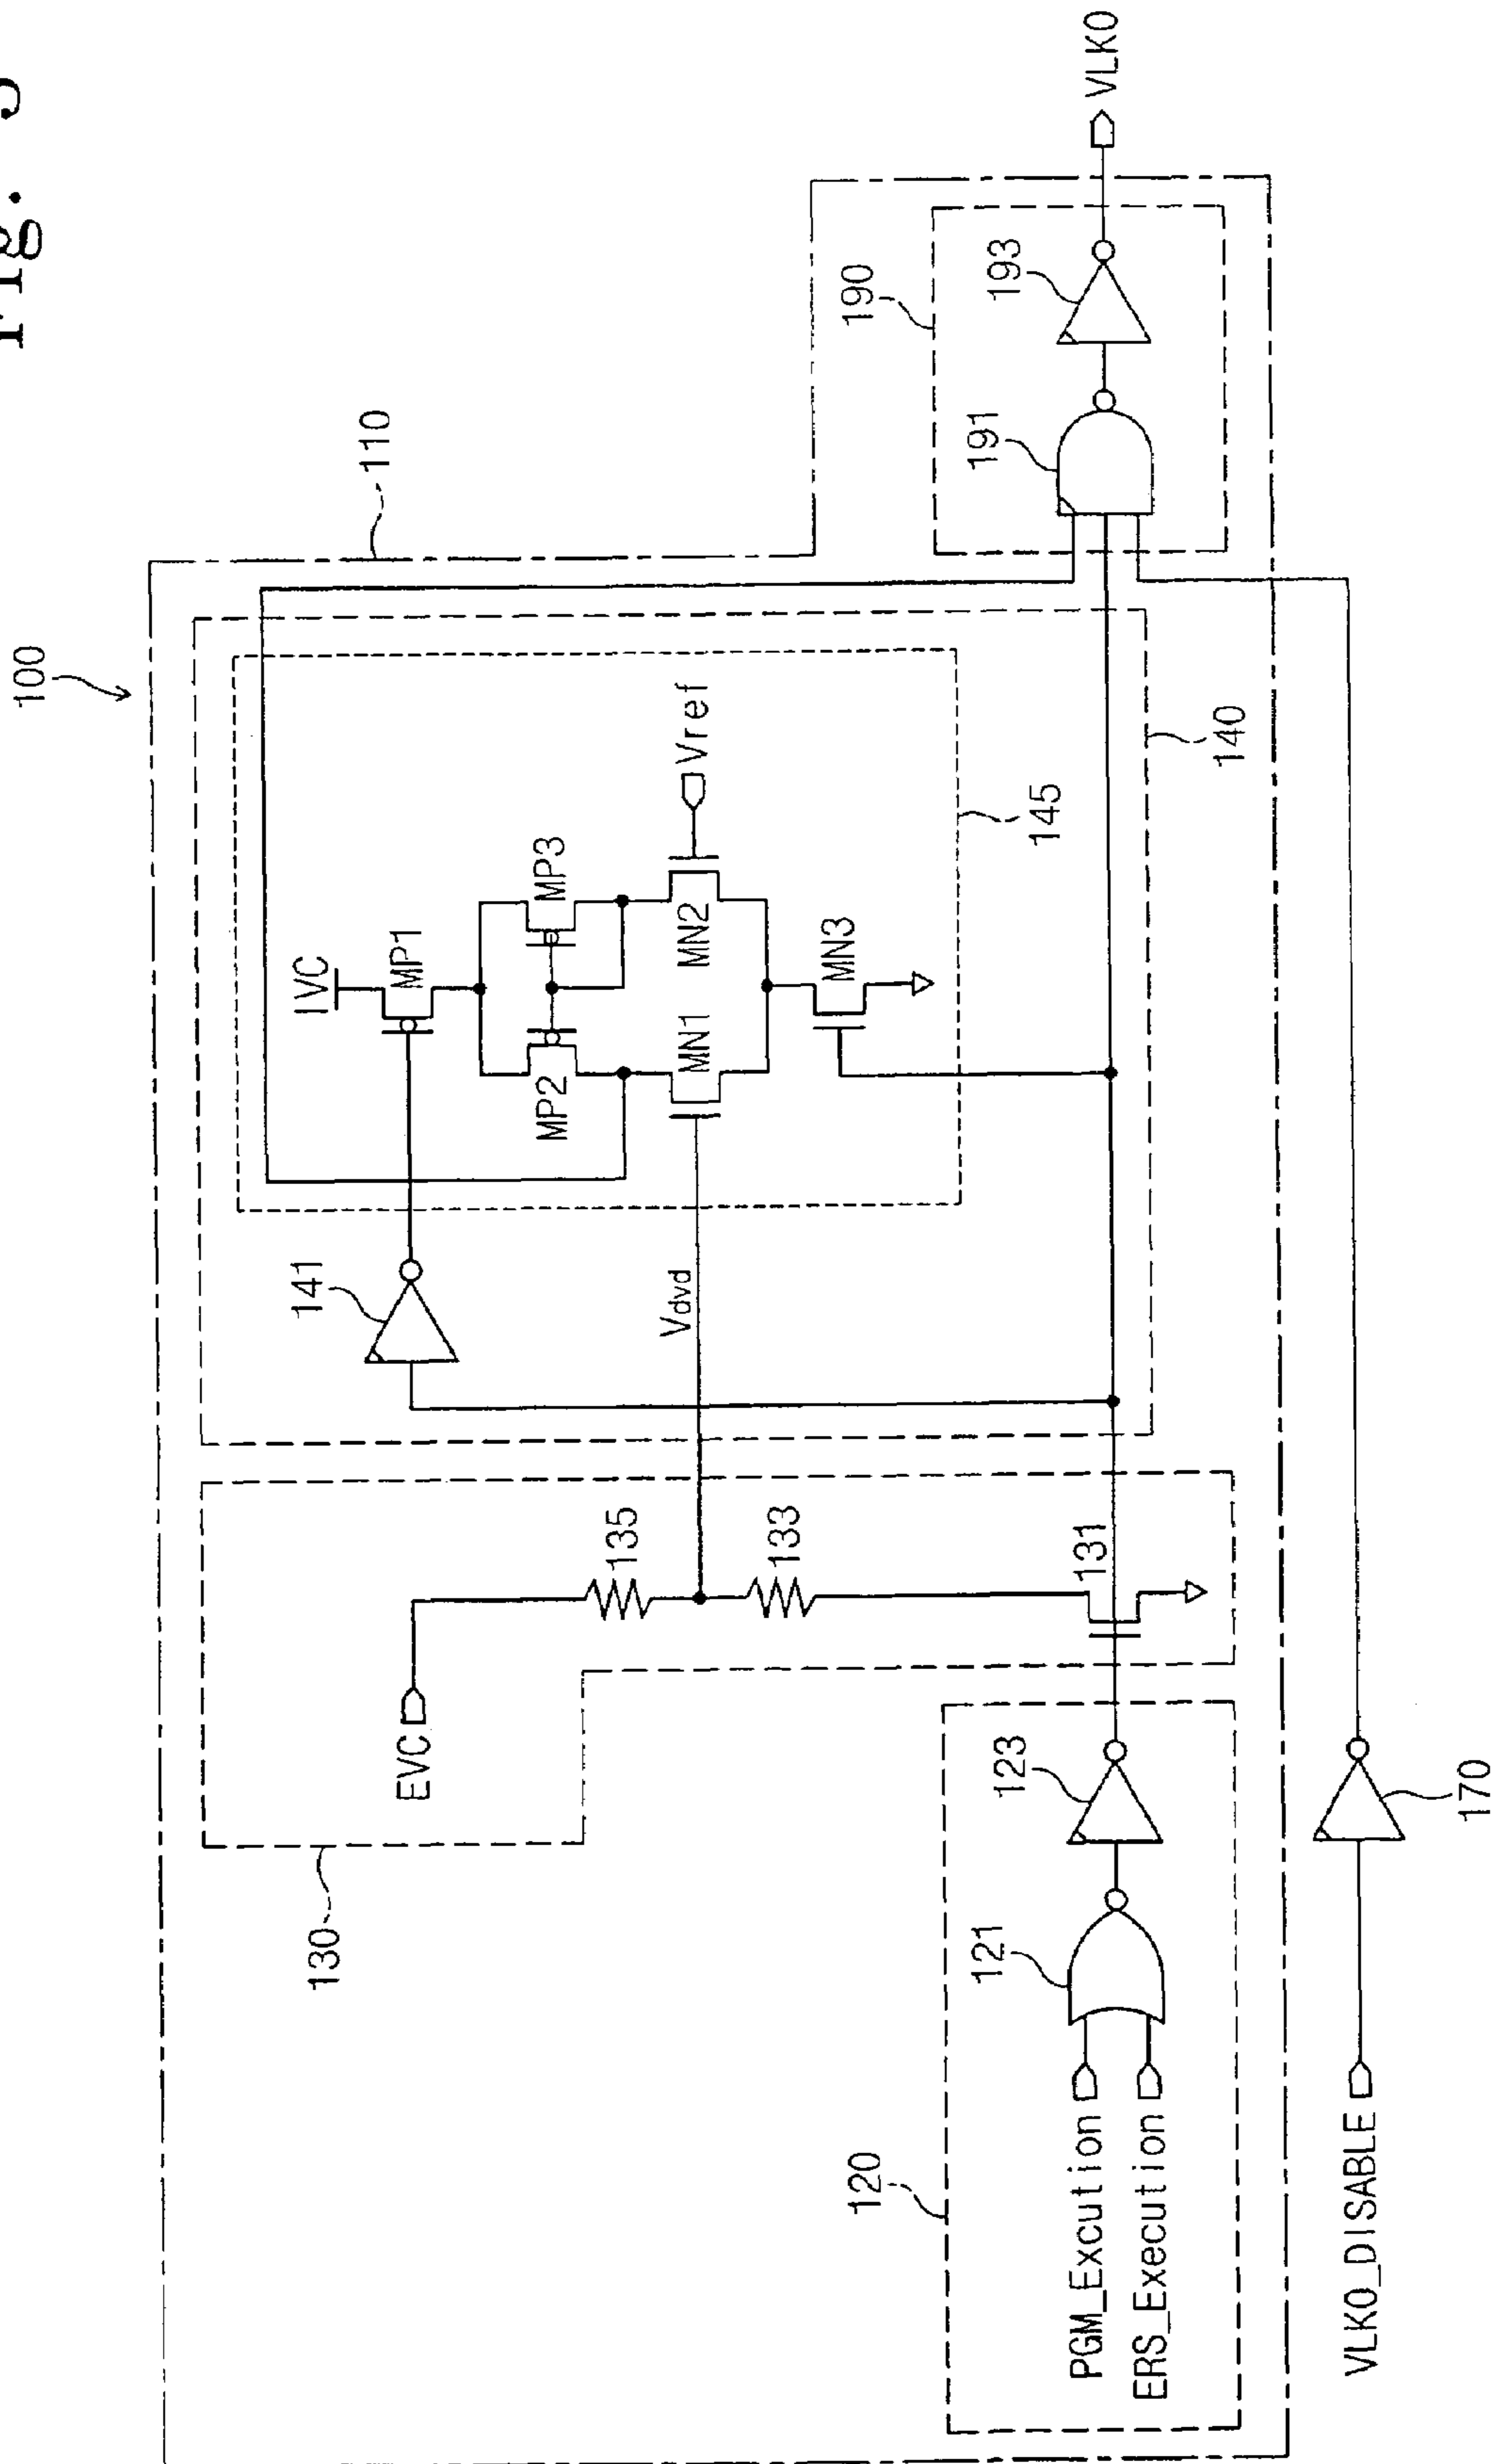 Fig. 3
100
110
IVC
MP1
MP2
MP3
MN1
MN2
MN3
Vref
145
140
141
Vdvd
190
191
193
VLKO
EVC
135
133
131
130
120
121
123
PGM_Excution
ERS_Execution
VLKO_DISABLE
170